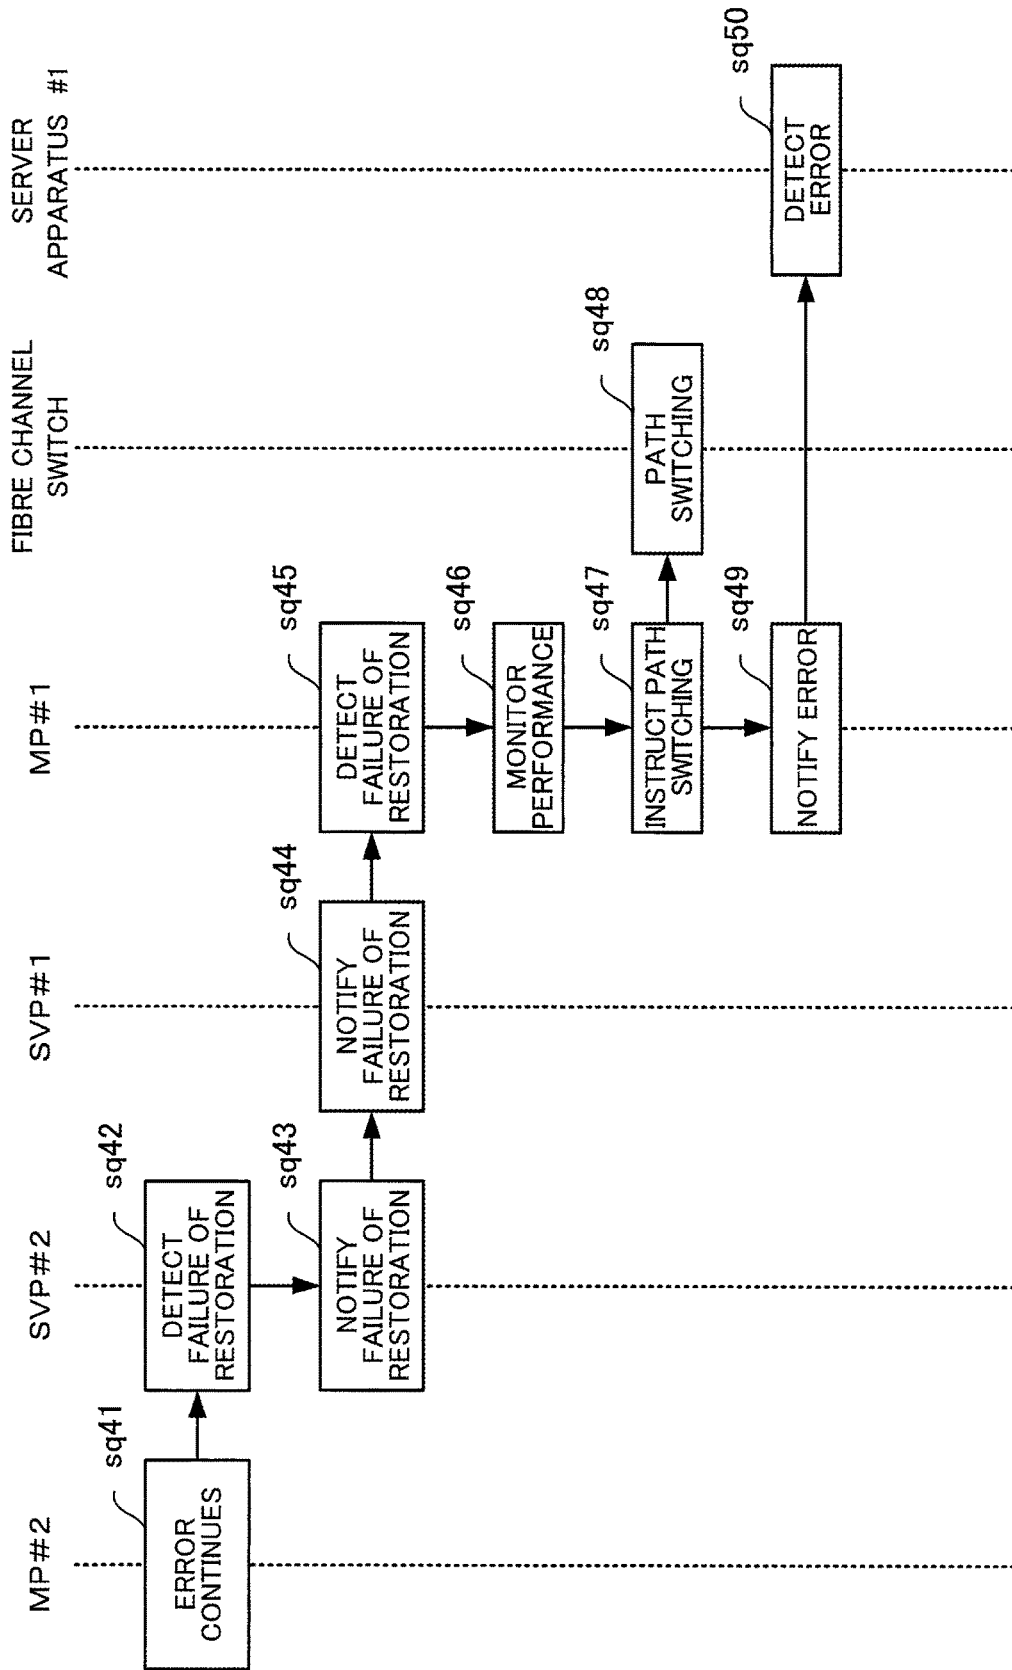 MP#2
SVP#2
SVP#1
MP#1
FIBRE CHANNEL
SWITCH
SERVER
APPARATUS #1
sq41
ERROR
CONTINUES
sq42
DETECT
FAILURE OF
RESTORATION
sq43
NOTIFY
FAILURE OF
RESTORATION
sq44
NOTIFY
FAILURE OF
RESTORATION
sq45
DETECT
FAILURE OF
RESTORATION
sq46
MONITOR
PERFORMANCE
sq47
INSTRUCT PATH
SWITCHING
sq48
PATH
SWITCHING
sq49
NOTIFY ERROR
sq50
DETECT
ERROR